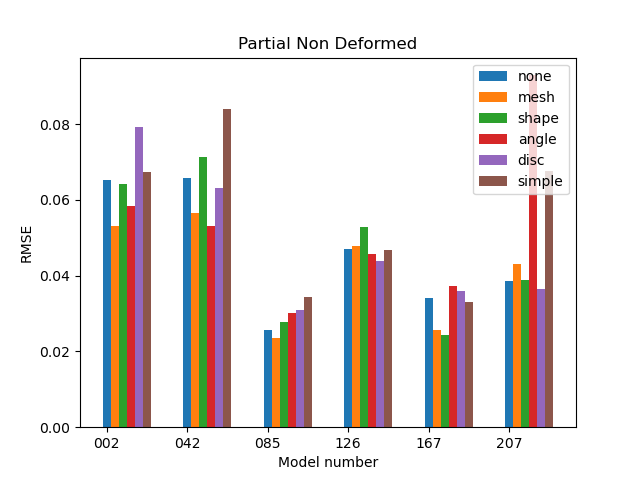 Partial Non Deformed
none
mesh
shape
angle
disc
simple
RMSE
0.08
0.06
0.04
0.02
0.00
002 042 085 126 167 207
Model number